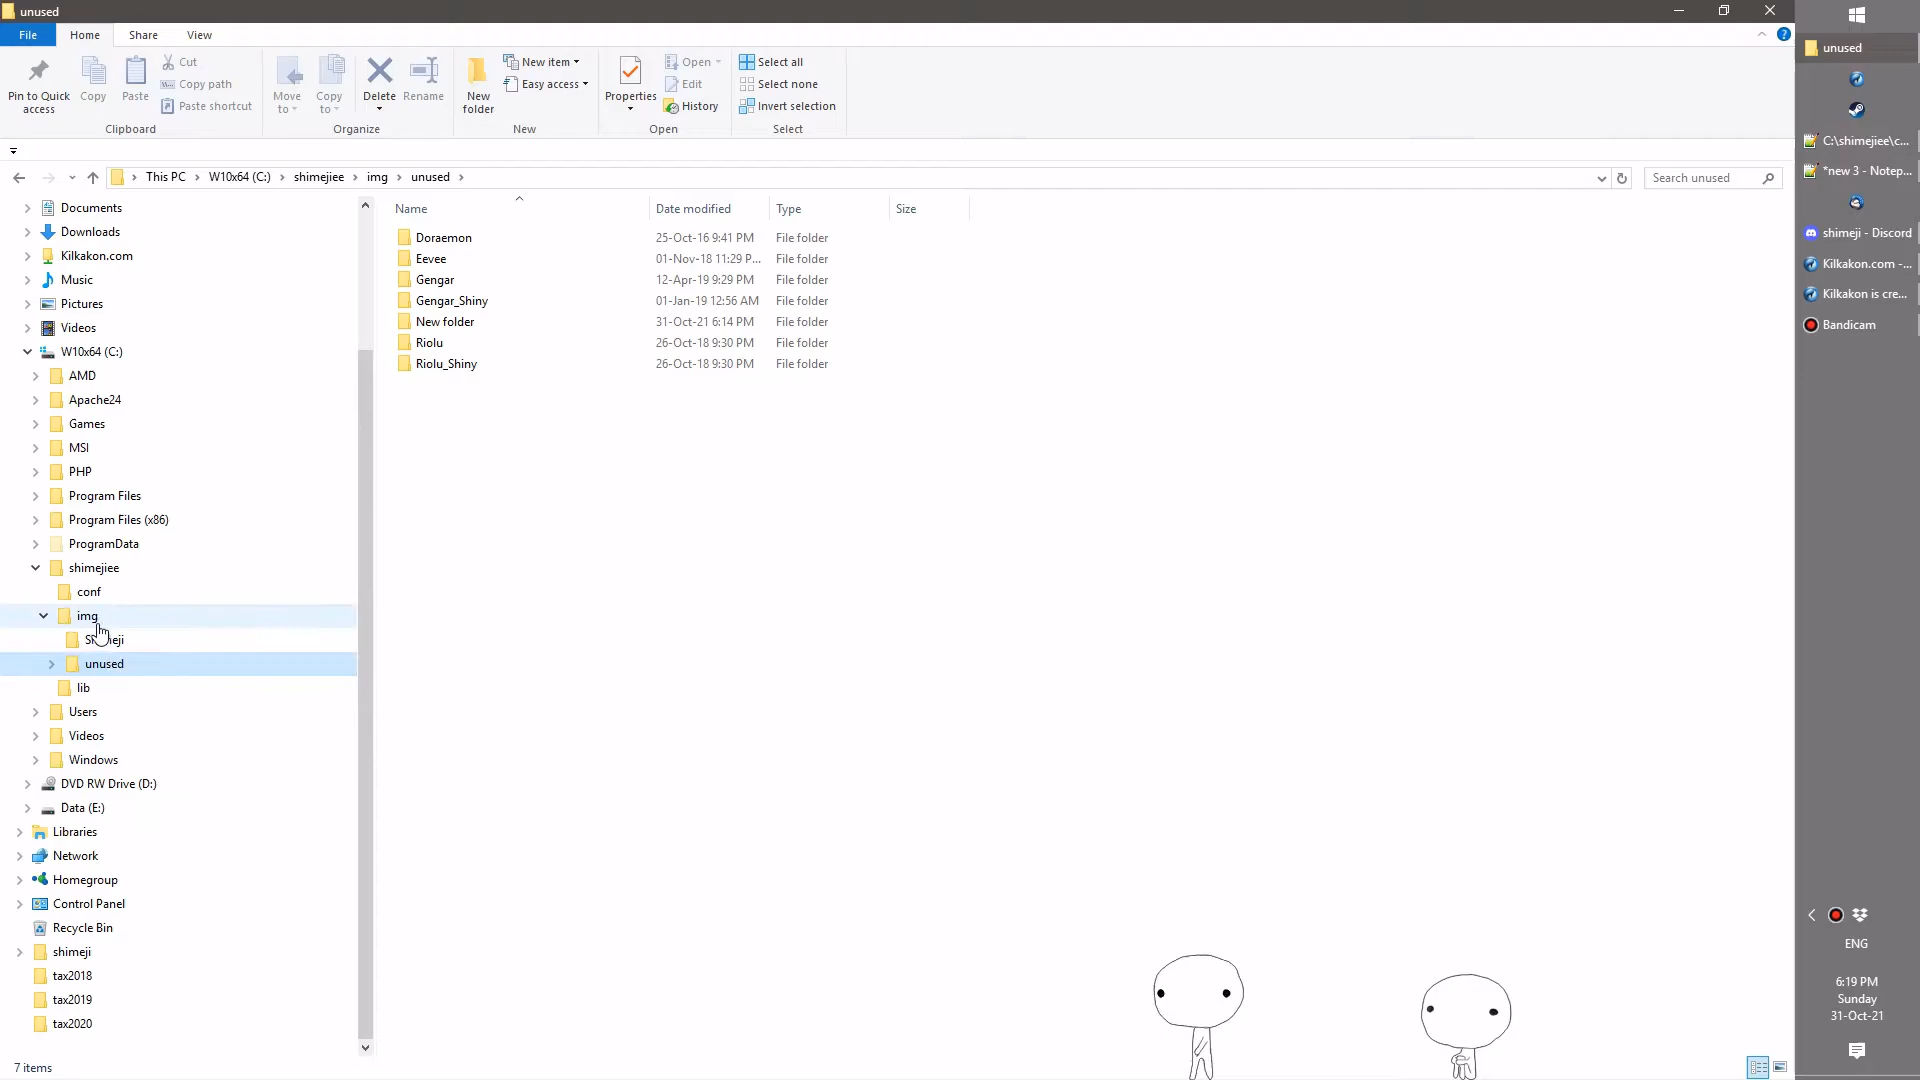 unused
File
Home
Share
View
Pin to Quick access
Copy
Paste
Cut
Copy path
Paste shortcut
Clipboard
Move to
Copy to
Delete
Rename
Organize
New folder
New item
Easy access
New
Properties
Open
Edit
History
Open
Select all
Select none
Invert selection
Select
This PC
W10x64 (C:)
shimejiee
img
unused
Search unused
Documents
Downloads
Kilkakon.com
Music
Pictures
Videos
W10x64 (C:)
AMD
Apache24
Games
MSI
PHP
Program Files
Program Files (x86)
ProgramData
shimejiee
conf
img
unused
lib
Users
Videos
Windows
DVD RW Drive (D:)
Data (E:)
Libraries
Network
Homegroup
Control Panel
Recycle Bin
shimeji
tax2018
tax2019
tax2020
Name Date modified Type Size
Doraemon 25-Oct-16 9:41 PM File folder
Eevee 01-Nov-18 11:29 P... File folder
Gengar 12-Apr-19 9:29 PM File folder
Gengar_Shiny 01-Jan-19 12:56 AM File folder
New folder 31-Oct-21 6:14 PM File folder
Riolu 26-Oct-18 9:30 PM File folder
Riolu_Shiny 26-Oct-18 9:30 PM File folder
7 items
unused
C:\shimejiee\c...
*new 3 - Notep...
shimeji - Discord
Kilkakon.com -...
Kilkakon is cre...
Bandicam
ENG
6:19 PM
Sunday
31-Oct-21